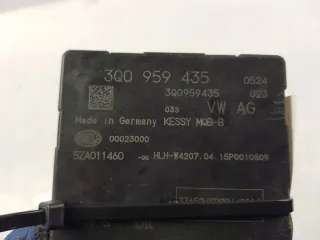 3Q0 959 435 0524
3Q0959435 023
03s VW AG
Made in Germany KESSY MQB-B
00023000
5ZA011460 -00 HLH-W4207.04.15P0010809